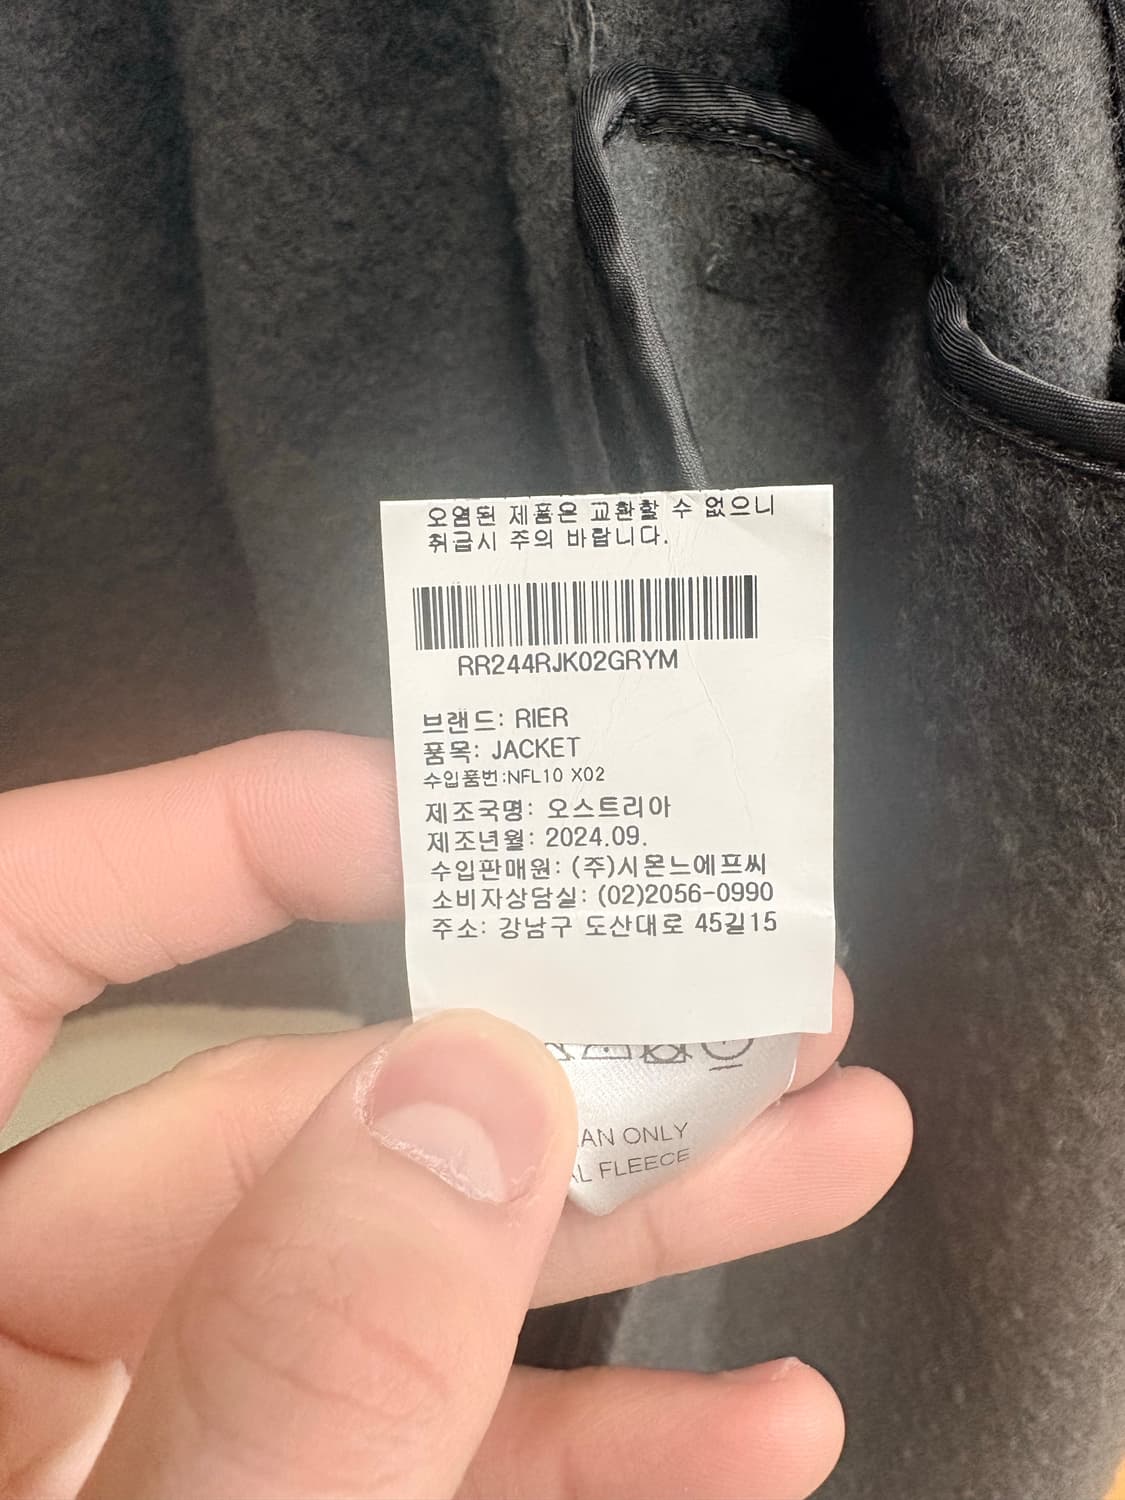 오염된 제품은 교환할 수 없으니
취급시 주의 바랍니다.
RR244RJK02GRYM
브랜드: RIER
품목: JACKET
수입품번:NFL10 X02
제조국명: 오스트리아
제조년월: 2024.09.
수입판매원: (주)시몬느에프씨
소비자상담실: (02)2056-0990
주소: 강남구 도산대로 45길15
ONLY
FLEECE